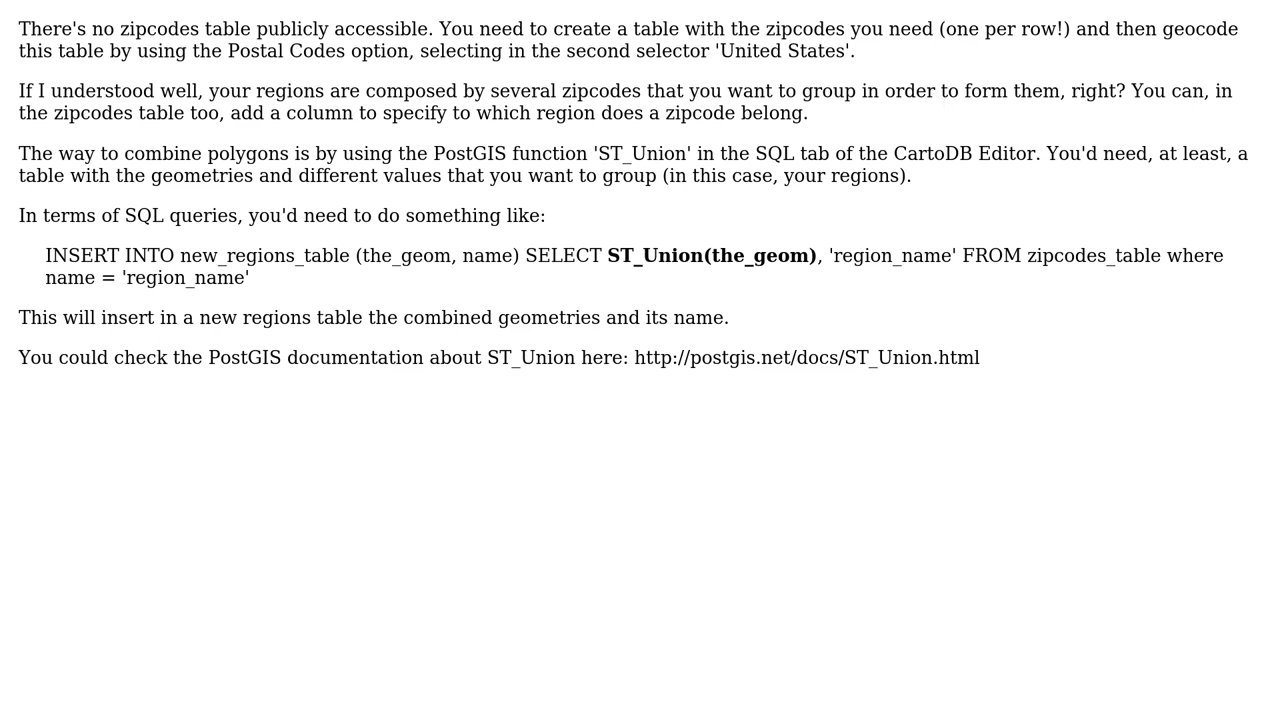 There's no zipcodes table publicly accessible. You need to create a table with the zipcodes you need (one per row!) and then geocode
this table by using the Postal Codes option, selecting in the second selector 'United States'.
If I understood well, your regions are composed by several zipcodes that you want to group in order to form them, right? You can, in
the zipcodes table too, add a column to specify to which region does a zipcode belong.
The way to combine polygons is by using the PostGIS function 'ST_Union' in the SQL tab of the CartoDB Editor. You'd need, at least, a
table with the geometries and different values that you want to group (in this case, your regions).
In terms of SQL queries, you'd need to do something like:
INSERT INTO new_regions_table (the_geom, name) SELECT ST_Union(the_geom), 'region_name' FROM zipcodes_table where
name = 'region_name'
This will insert in a new regions table the combined geometries and its name.
You could check the PostGIS documentation about ST_Union here: http://postgis.net/docs/ST_Union.html